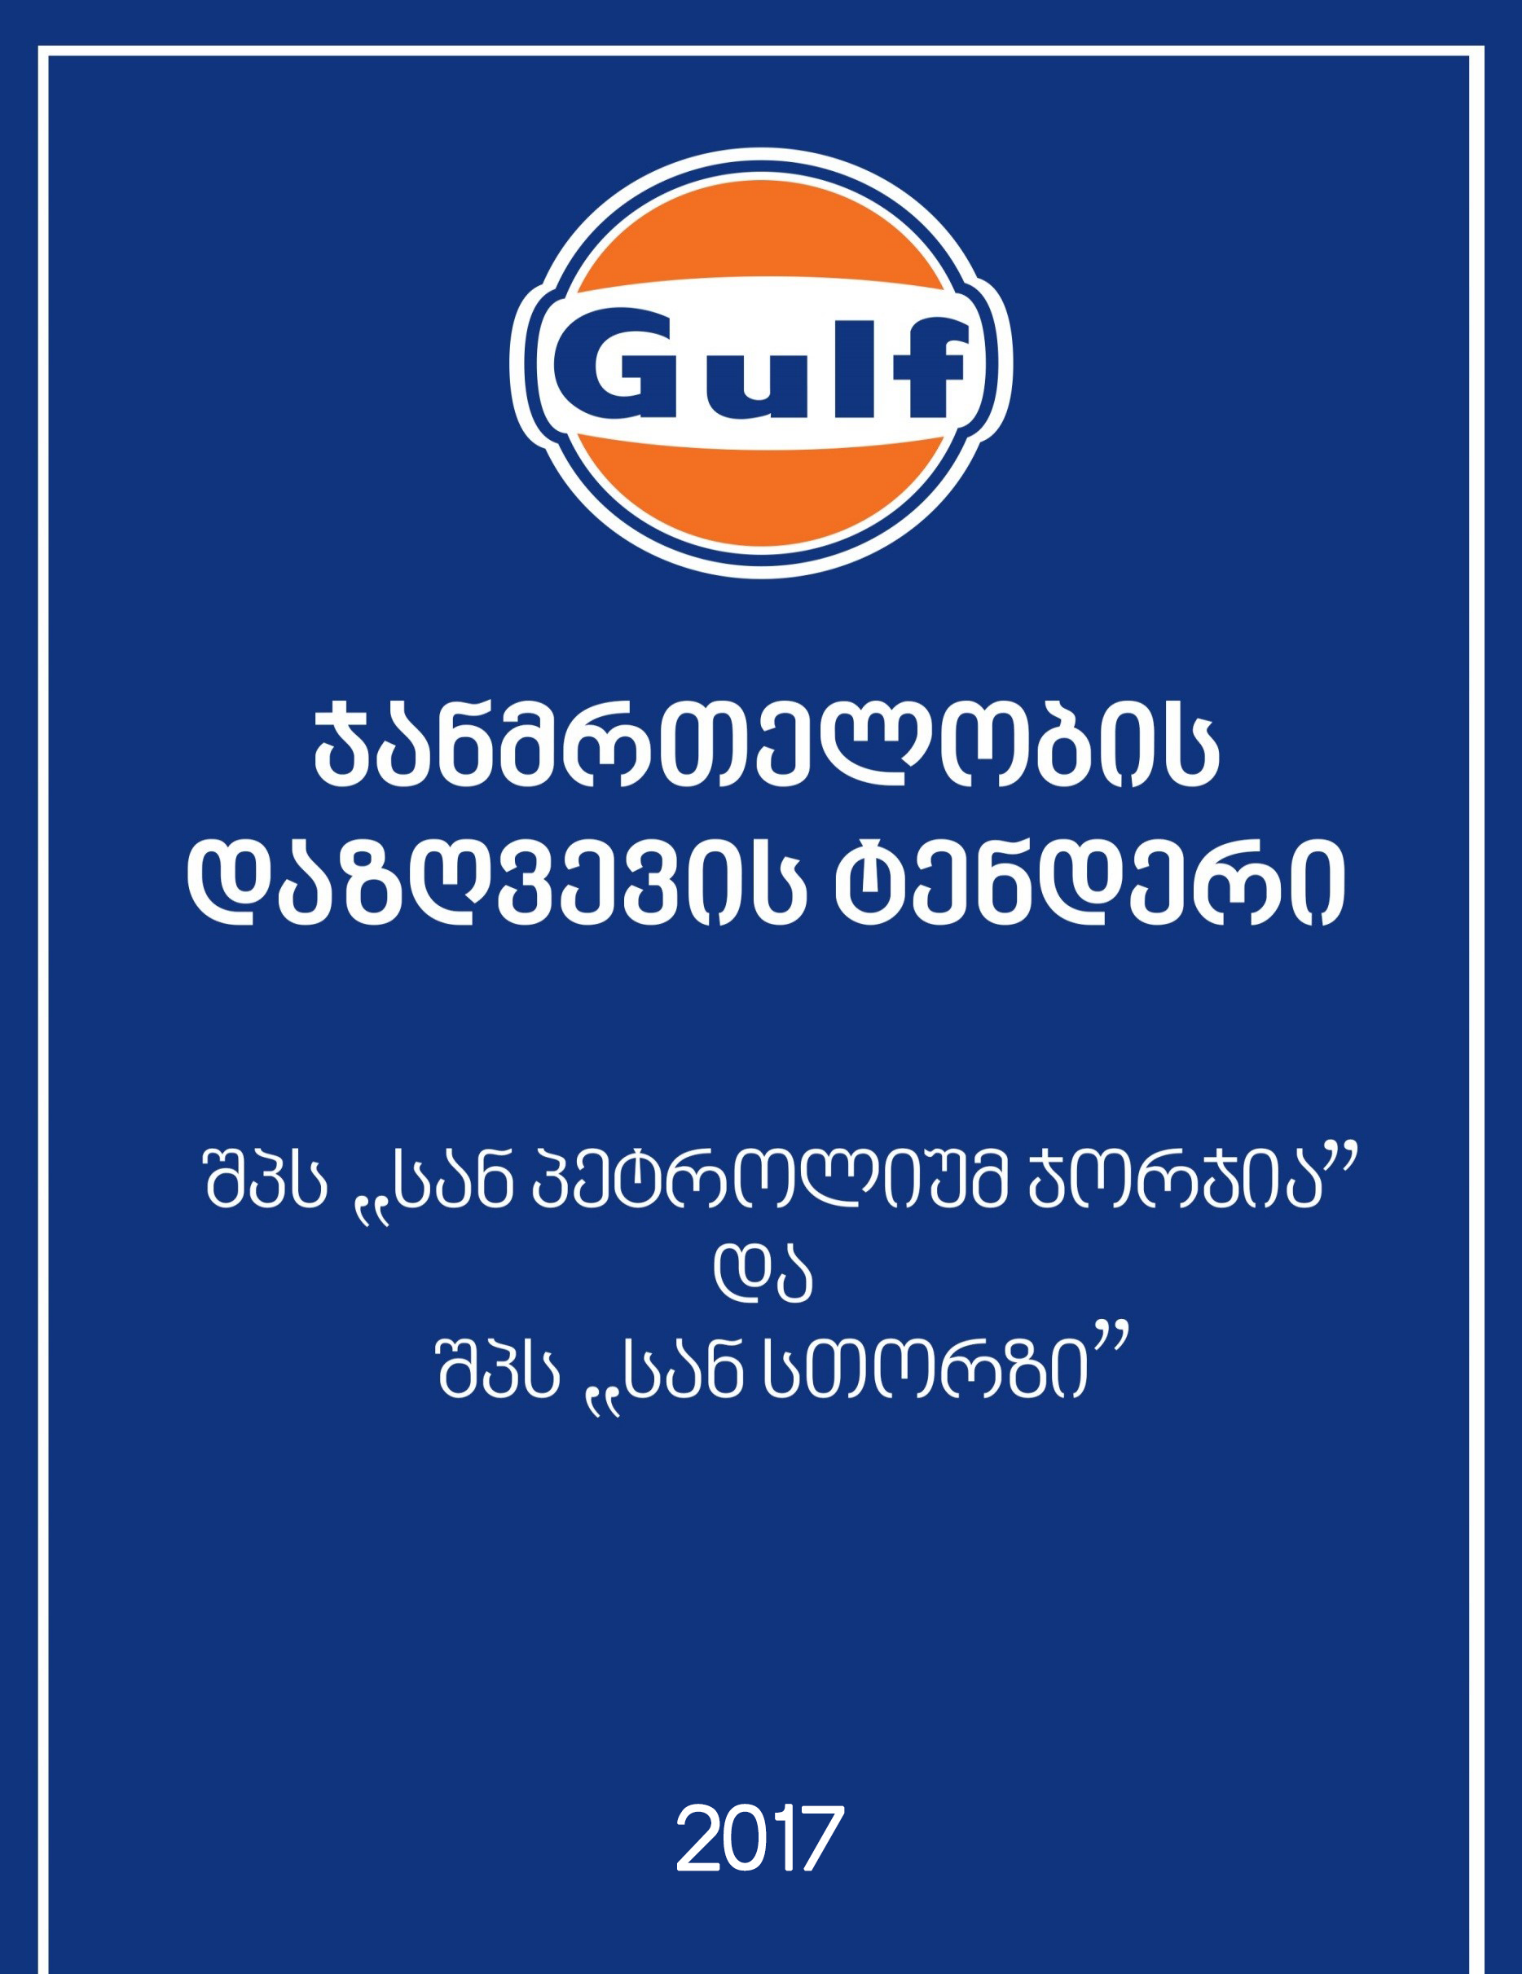 Gulf
ჯანმრთელობის
დაზღვევის ტენდერი
შპს „სან პეტროლიუმ ჯორჯია”
და
შპს „სან სთორზი”
2017